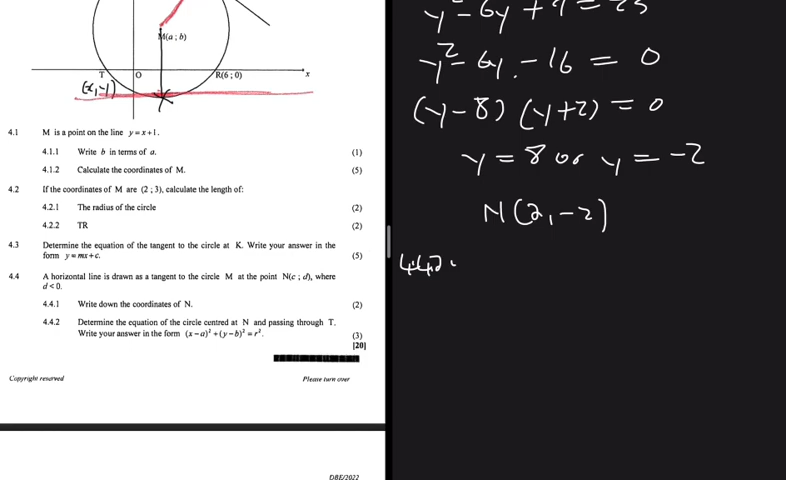 y² - 6y + 9 = 25
y² - 6y - 16 = 0
(y - 8) (y + 2) = 0
y = 8 or y = -2
N(2, -2)
4.4.2.
M(a ; b)
T
O
R(6 ; 0)
x
4.1 M is a point on the line y = x + 1.
4.1.1 Write b in terms of a. (1)
4.1.2 Calculate the coordinates of M. (5)
4.2 If the coordinates of M are (2 ; 3), calculate the length of:
4.2.1 The radius of the circle (2)
4.2.2 TR (2)
4.3 Determine the equation of the tangent to the circle at K. Write your answer in the
form y = mx + c. (5)
4.4 A horizontal line is drawn as a tangent to the circle M at the point N(c ; d), where
d < 0.
4.4.1 Write down the coordinates of N. (2)
4.4.2 Determine the equation of the circle centred at N and passing through T.
Write your answer in the form (x - a)² + (y - b)² = r². (3)
[20]
Copyright reserved
Please turn over
DBE/2022